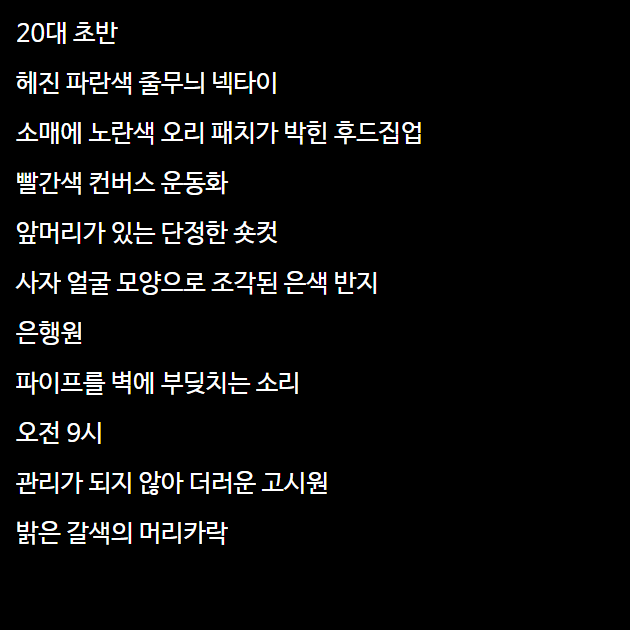 20대 초반
헤진 파란색 줄무늬 넥타이
소매에 노란색 오리 패치가 박힌 후드집업
빨간색 컨버스 운동화
앞머리가 있는 단정한 숏컷
사자 얼굴 모양으로 조각된 은색 반지
은행원
파이프를 벽에 부딪치는 소리
오전 9시
관리가 되지 않아 더러운 고시원
밝은 갈색의 머리카락